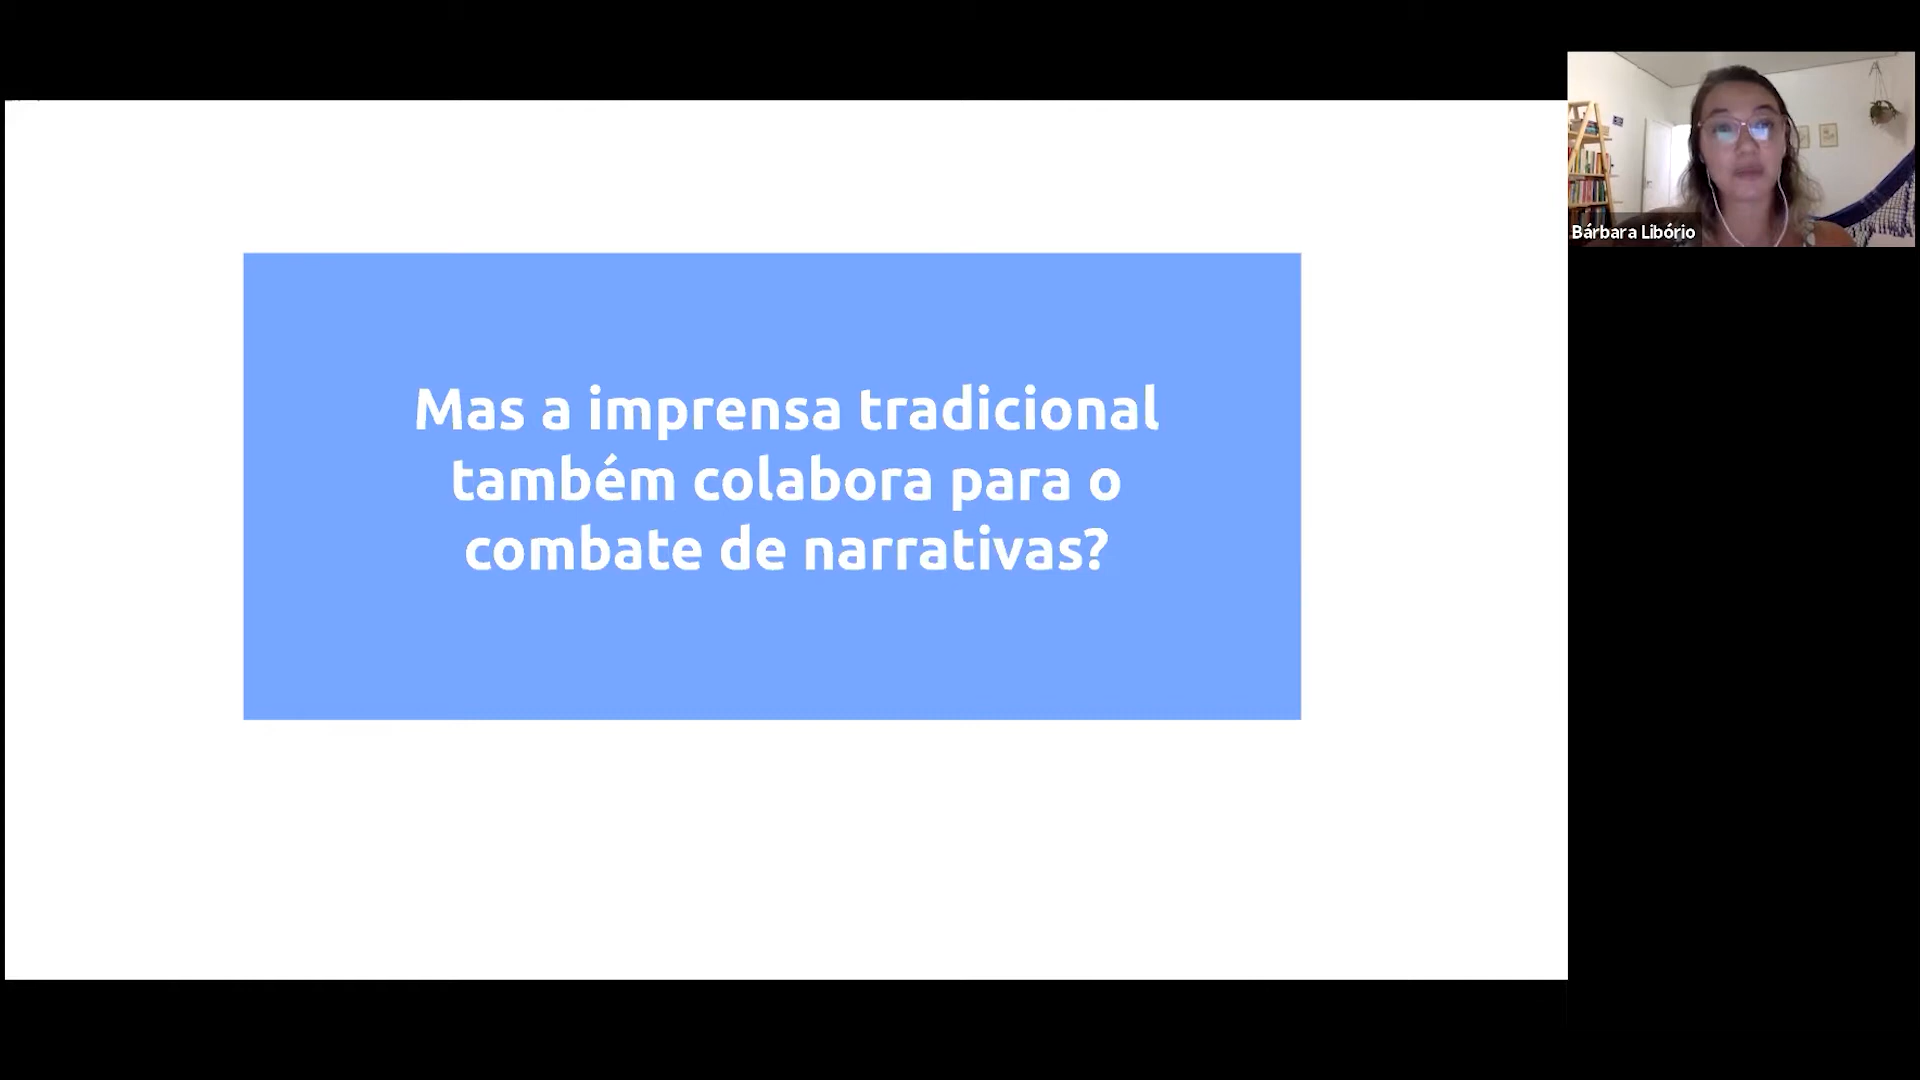 Mas a imprensa tradicional
também colabora para o
combate de narrativas?
Bárbara Libório